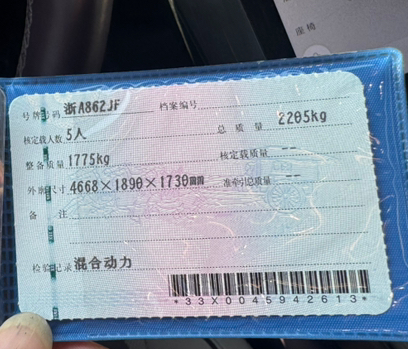 座椅
号牌号码 浙A862JF 档案编号
核定载人数 5人 总质量 2205kg
整备质量 1775kg 核定载质量 --
外廓尺寸 4668×1890×1730mm 准牵引总质量 --
备注
检验记录 混合动力
*33X0045942613*